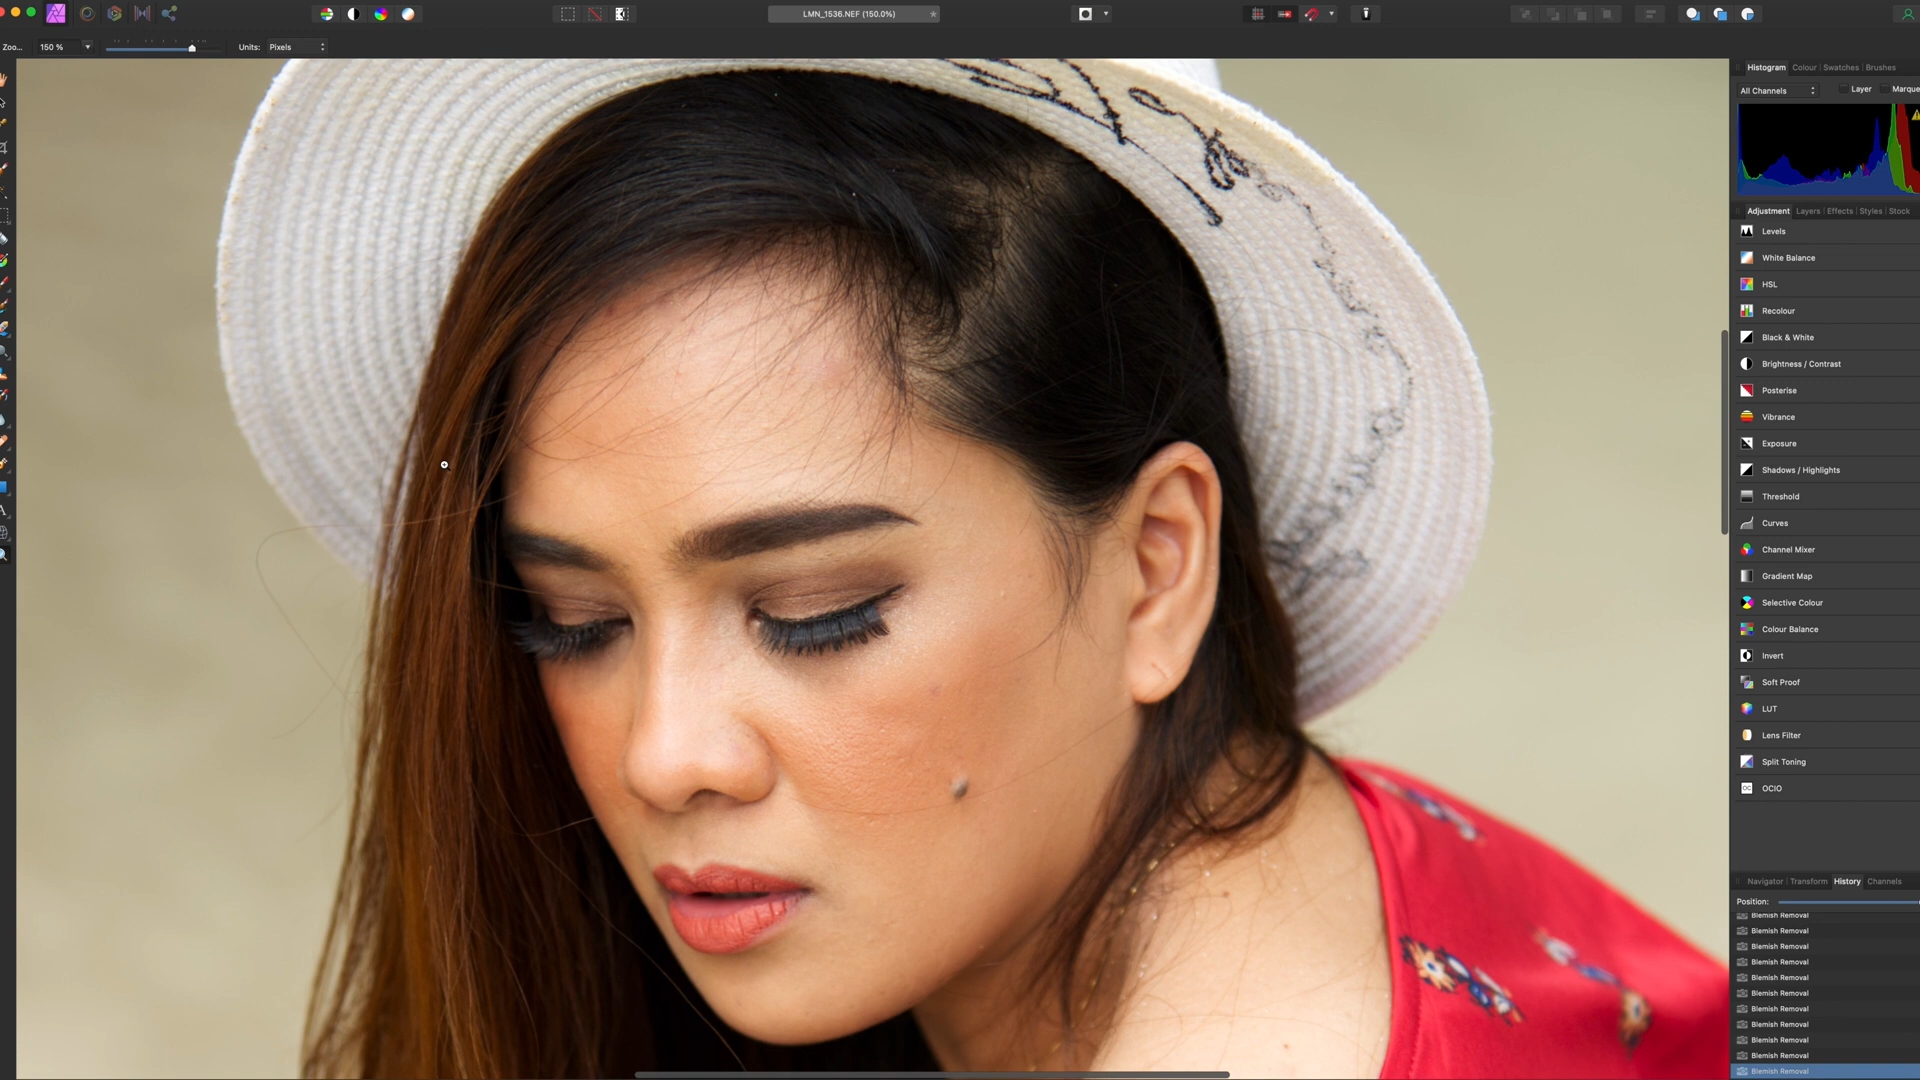 LMN_1536.NEF (150.0%)
Zoo... 150 % Units: Pixels
Histogram Colour Swatches Brushes
All Channels Layer Marque
Adjustment Layers Effects Styles Stock
Levels
White Balance
HSL
Recolour
Black & White
Brightness / Contrast
Posterise
Vibrance
Exposure
Shadows / Highlights
Threshold
Curves
Channel Mixer
Gradient Map
Selective Colour
Colour Balance
Invert
Soft Proof
LUT
Lens Filter
Split Toning
OCIO
Navigator Transform History Channels
Position:
Blemish Removal
Blemish Removal
Blemish Removal
Blemish Removal
Blemish Removal
Blemish Removal
Blemish Removal
Blemish Removal
Blemish Removal
Blemish Removal
Blemish Removal